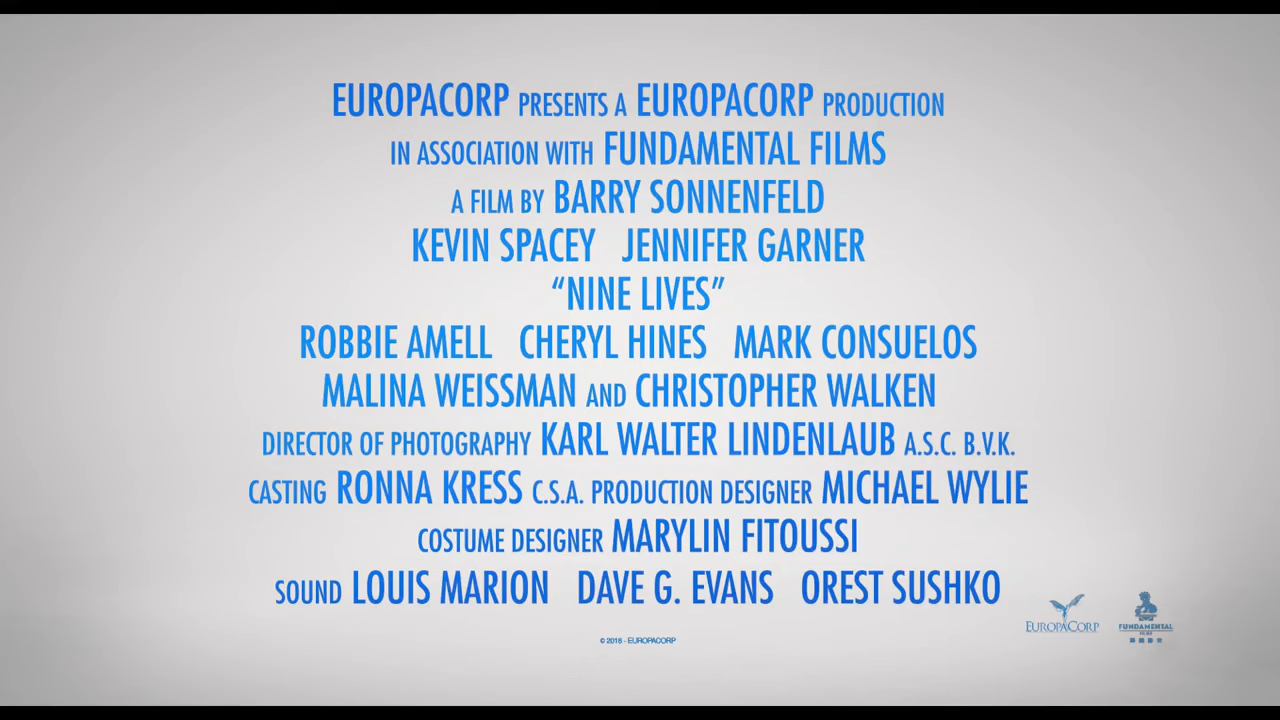 EUROPACORP PRESENTS A EUROPACORP PRODUCTION
IN ASSOCIATION WITH FUNDAMENTAL FILMS
A FILM BY BARRY SONNENFELD
KEVIN SPACEY JENNIFER GARNER
“NINE LIVES”
ROBBIE AMELL CHERYL HINES MARK CONSUELOS
MALINA WEISSMAN AND CHRISTOPHER WALKEN
DIRECTOR OF PHOTOGRAPHY KARL WALTER LINDENLAUB A.S.C. B.V.K.
CASTING RONNA KRESS C.S.A. PRODUCTION DESIGNER MICHAEL WYLIE
COSTUME DESIGNER MARYLIN FITOUSSI
SOUND LOUIS MARION DAVE G. EVANS OREST SUSHKO
EUROPACORP
FUNDAMENTAL
FILMS
© 2016 - EUROPACORP